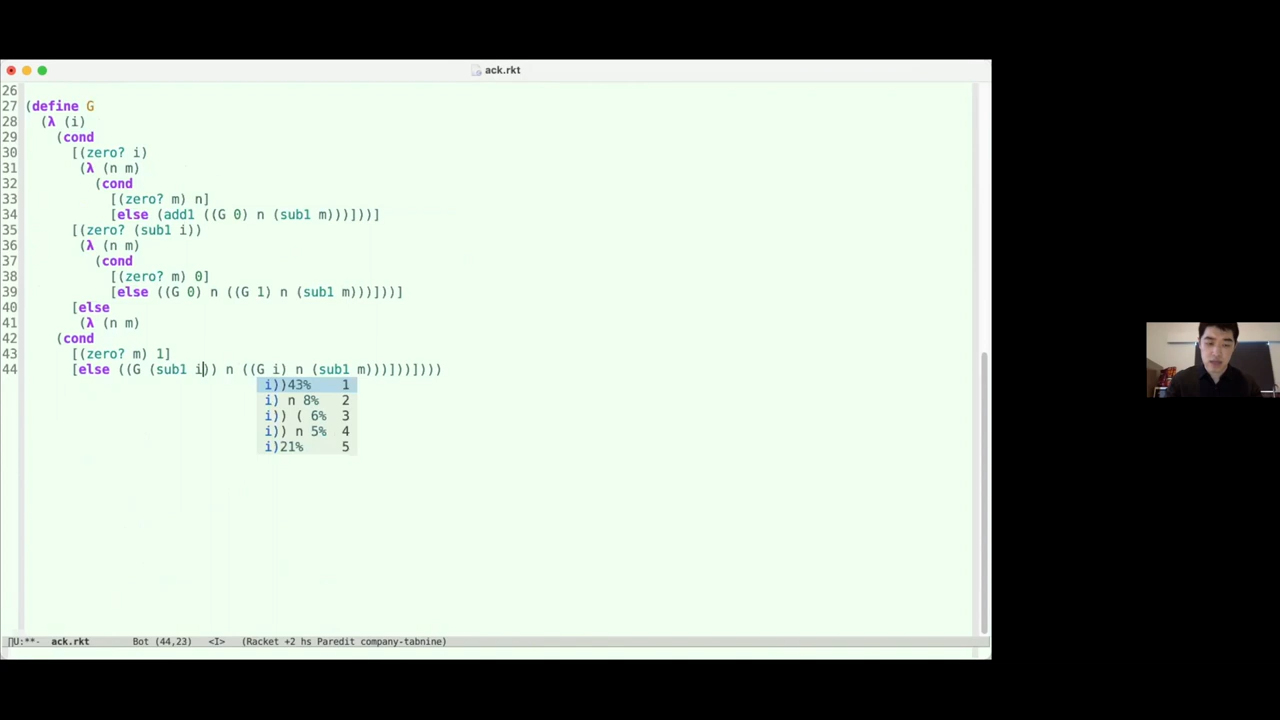 ack.rkt
26
27 (define G
28 (λ (i)
29 (cond
30 [(zero? i)
31 (λ (n m)
32 (cond
33 [(zero? m) n]
34 [else (add1 ((G 0) n (sub1 m)))]))]
35 [(zero? (sub1 i))
36 (λ (n m)
37 (cond
38 [(zero? m) 0]
39 [else ((G 0) n ((G 1) n (sub1 m)))]))]
40 [else
41 (λ (n m)
42 (cond
43 [(zero? m) 1]
44 [else ((G (sub1 i)) n ((G i) n (sub1 m)))]))])))
i))43% 1
i) n 8% 2
i)) ( 6% 3
i)) n 5% 4
i)21% 5
U:**- ack.rkt Bot (44,23) <I> (Racket +2 hs Paredit company-tabnine)